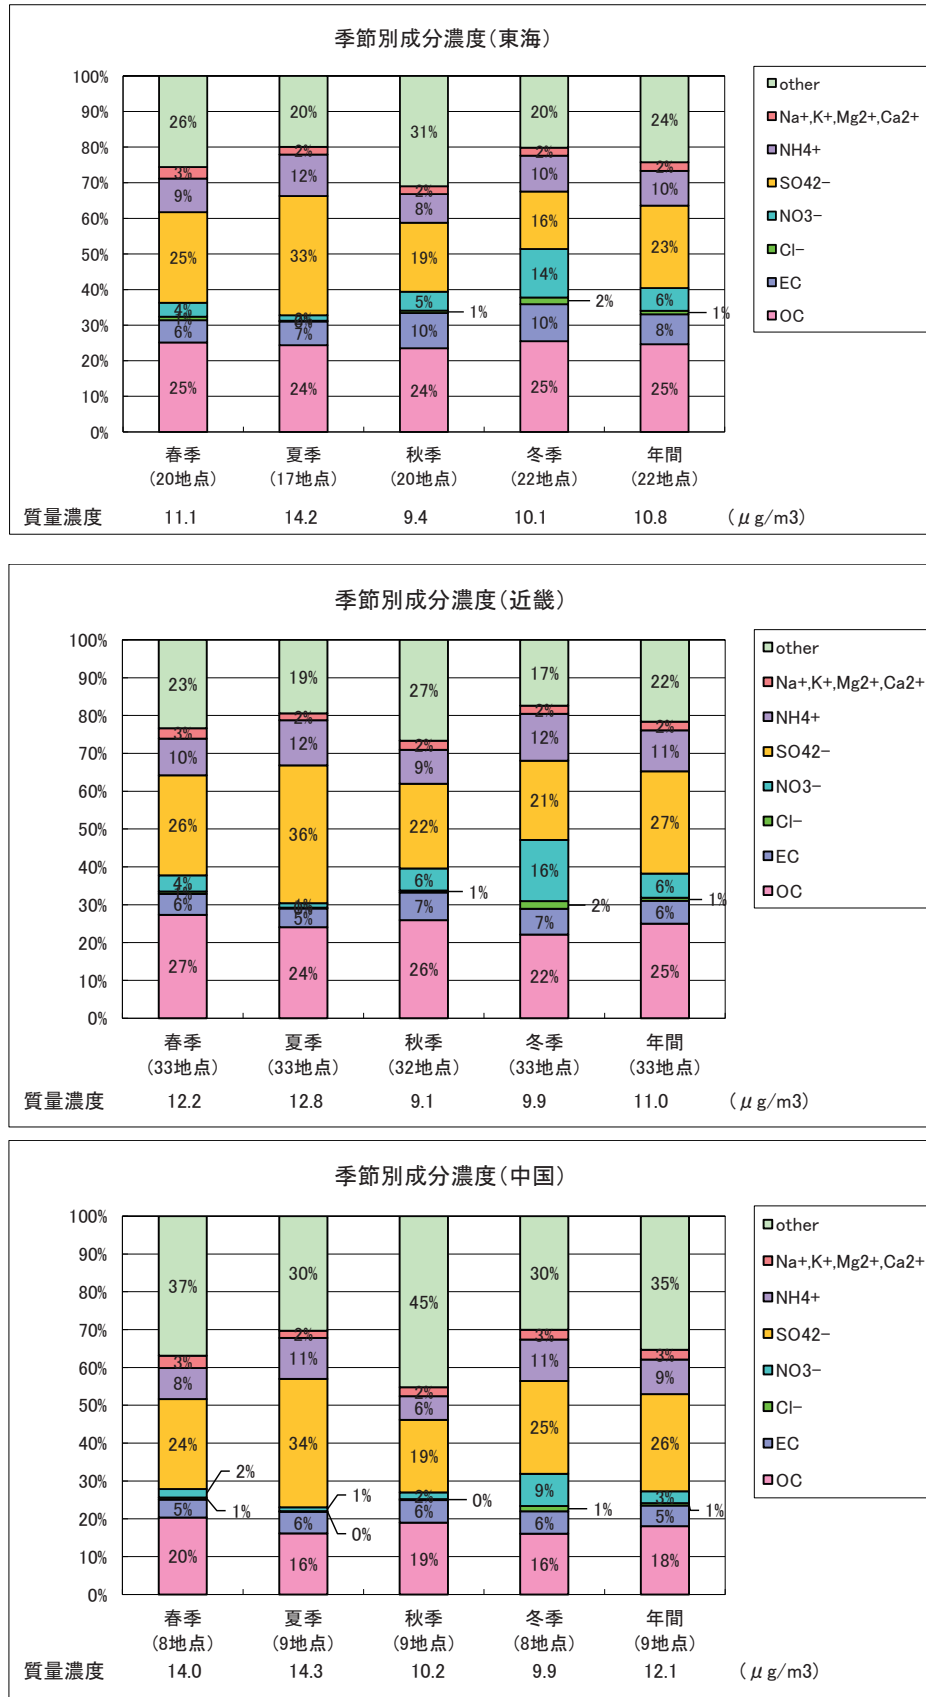 季節別成分濃度(東海)
100%
90%
80%
70%
60%
50%
40%
30%
20%
10%
0%
26% 20% 31% 20% 24%
3% 2% 2% 2% 2%
9% 12% 8% 10% 10%
25% 33% 19% 16% 23%
4% 5% 14% 6%
1% 1% 2% 1%
6% 7% 10% 10% 8%
25% 24% 24% 25% 25%
春季 夏季 秋季 冬季 年間
(20地点) (17地点) (20地点) (22地点) (22地点)
質量濃度 11.1 14.2 9.4 10.1 10.8 (μg/m3)
other
Na+,K+,Mg2+,Ca2+
NH4+
SO42-
NO3-
Cl-
EC
OC
季節別成分濃度(近畿)
100%
90%
80%
70%
60%
50%
40%
30%
20%
10%
0%
23% 19% 27% 17% 22%
3% 2% 2% 2% 2%
10% 12% 9% 12% 11%
26% 36% 22% 21% 27%
4% 6% 16% 6%
1% 1% 2% 1%
6% 5% 7% 7% 6%
27% 24% 26% 22% 25%
春季 夏季 秋季 冬季 年間
(33地点) (33地点) (32地点) (33地点) (33地点)
質量濃度 12.2 12.8 9.1 9.9 11.0 (μg/m3)
other
Na+,K+,Mg2+,Ca2+
NH4+
SO42-
NO3-
Cl-
EC
OC
季節別成分濃度(中国)
100%
90%
80%
70%
60%
50%
40%
30%
20%
10%
0%
37% 30% 45% 30% 35%
3% 2% 2% 3% 3%
8% 11% 6% 11% 9%
24% 34% 19% 25% 26%
2% 1% 2% 9% 3%
1% 0% 0% 1% 1%
5% 6% 6% 6% 5%
20% 16% 19% 16% 18%
春季 夏季 秋季 冬季 年間
(8地点) (9地点) (9地点) (8地点) (9地点)
質量濃度 14.0 14.3 10.2 9.9 12.1 (μg/m3)
other
Na+,K+,Mg2+,Ca2+
NH4+
SO42-
NO3-
Cl-
EC
OC